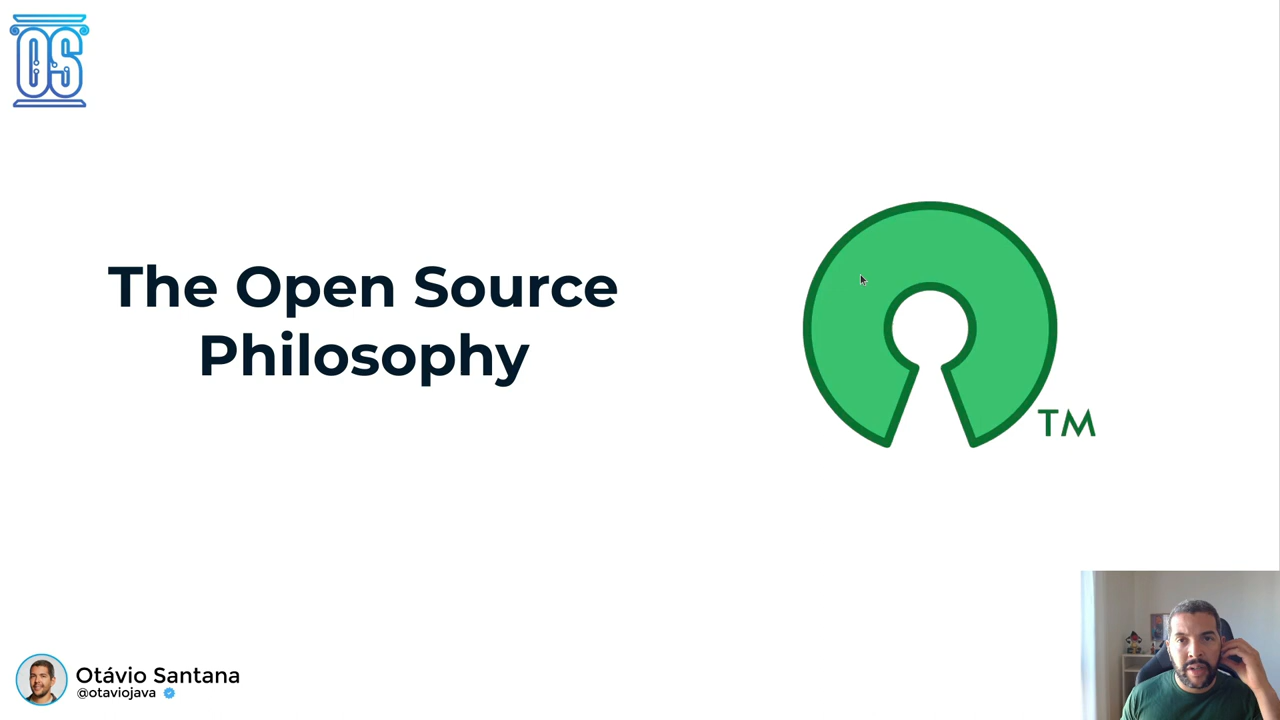 OS
The Open Source
Philosophy
TM
Otávio Santana
@otaviojava